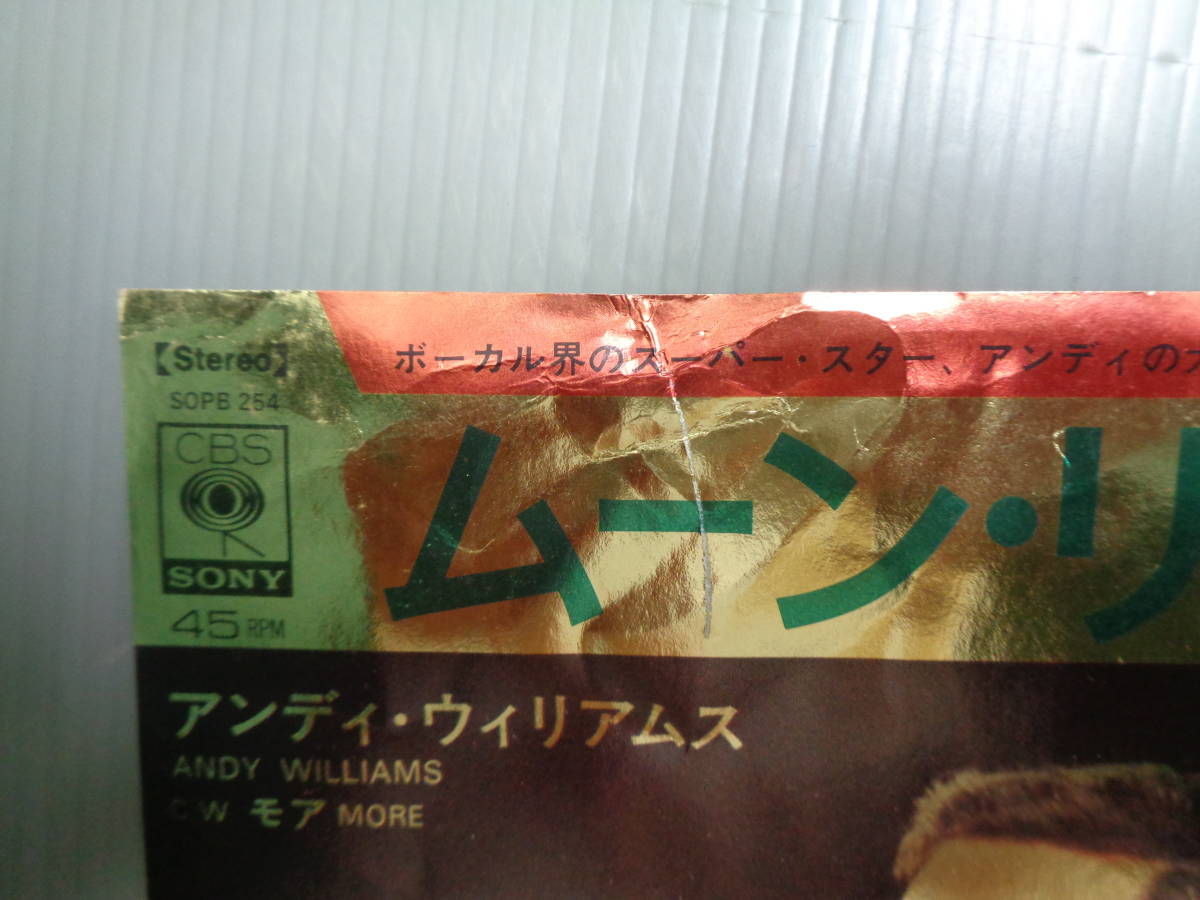 【Stereo】
SOPB 254
CBS
SONY
45 RPM
ボーカル界のスーパー・スター、アンディの
ムーン・リ
アンディ・ウィリアムス
ANDY WILLIAMS
C/W モア MORE